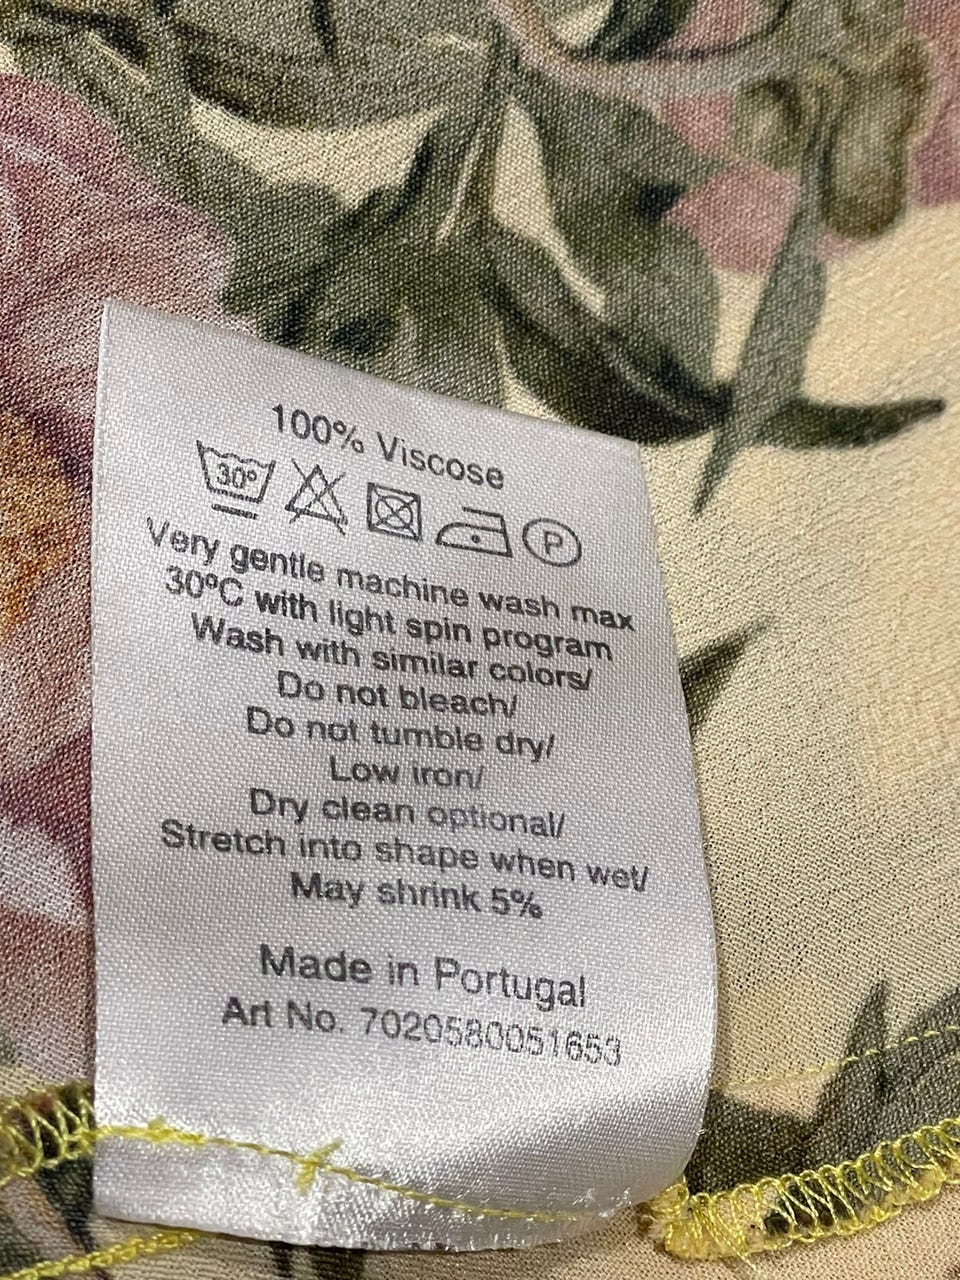 100% Viscose
30° P
Very gentle machine wash max
30°C with light spin program
Wash with similar colors/
Do not bleach/
Do not tumble dry/
Low iron/
Dry clean optional/
Stretch into shape when wet/
May shrink 5%
Made in Portugal
Art No. 7020580051653